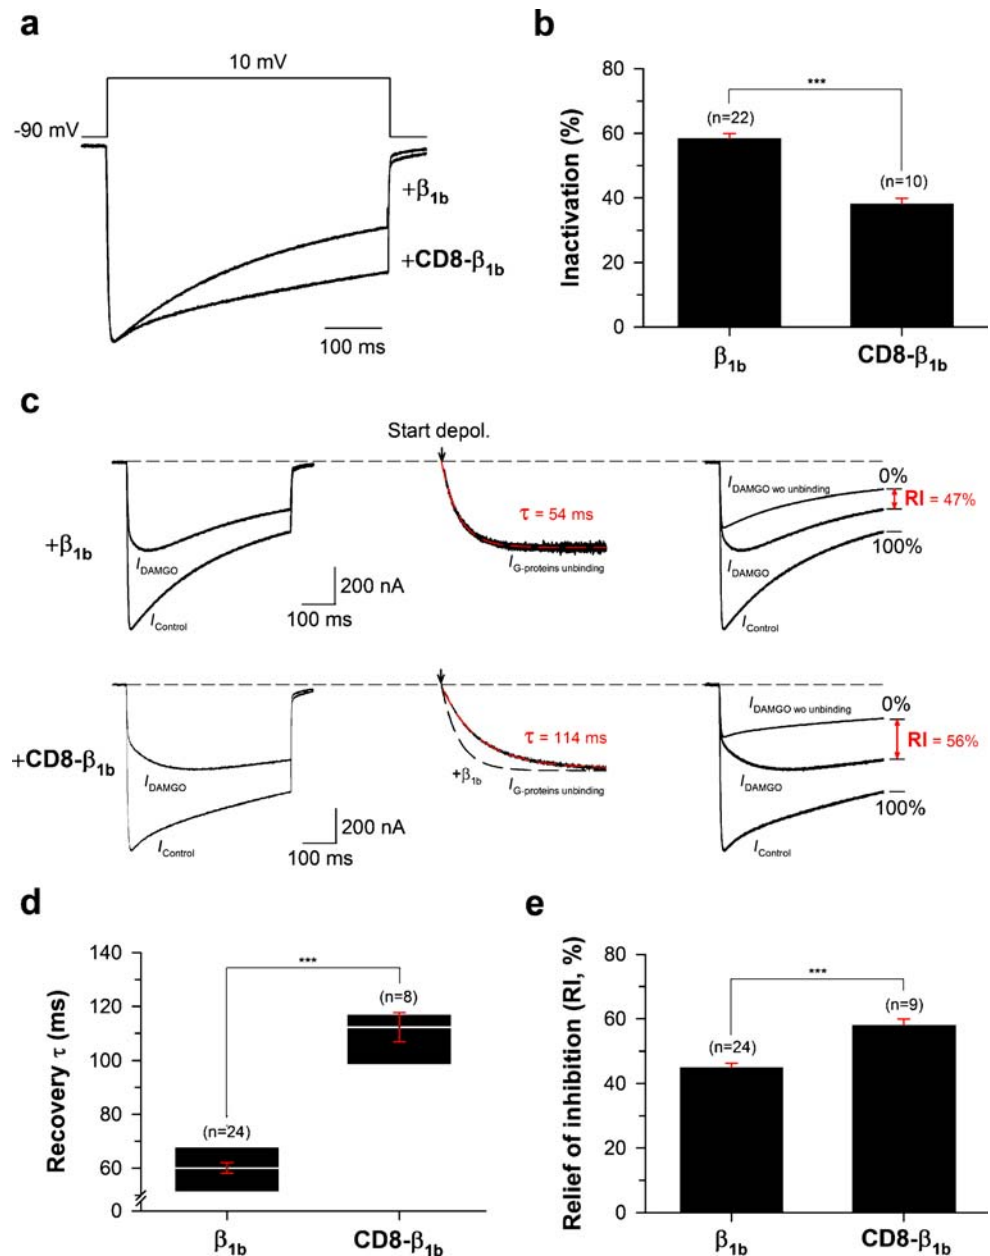 a
10 mV
-90 mV
+β1b
+CD8-β1b
100 ms
b
Inactivation (%)
80
60
40
20
0
***
(n=22)
(n=10)
β1b
CD8-β1b
c
Start depol.
+β1b
IDAMGO
IControl
200 nA
100 ms
τ = 54 ms
IG-proteins unbinding
IDAMGO wo unbinding
0%
RI = 47%
100%
IDAMGO
IControl
+CD8-β1b
IDAMGO
IControl
200 nA
100 ms
τ = 114 ms
+β1b
IG-proteins unbinding
IDAMGO wo unbinding
0%
RI = 56%
100%
IDAMGO
IControl
d
Recovery τ (ms)
140
120
100
80
60
0
***
(n=24)
(n=8)
β1b
CD8-β1b
e
Relief of inhibition (RI, %)
80
60
40
20
0
***
(n=24)
(n=9)
β1b
CD8-β1b